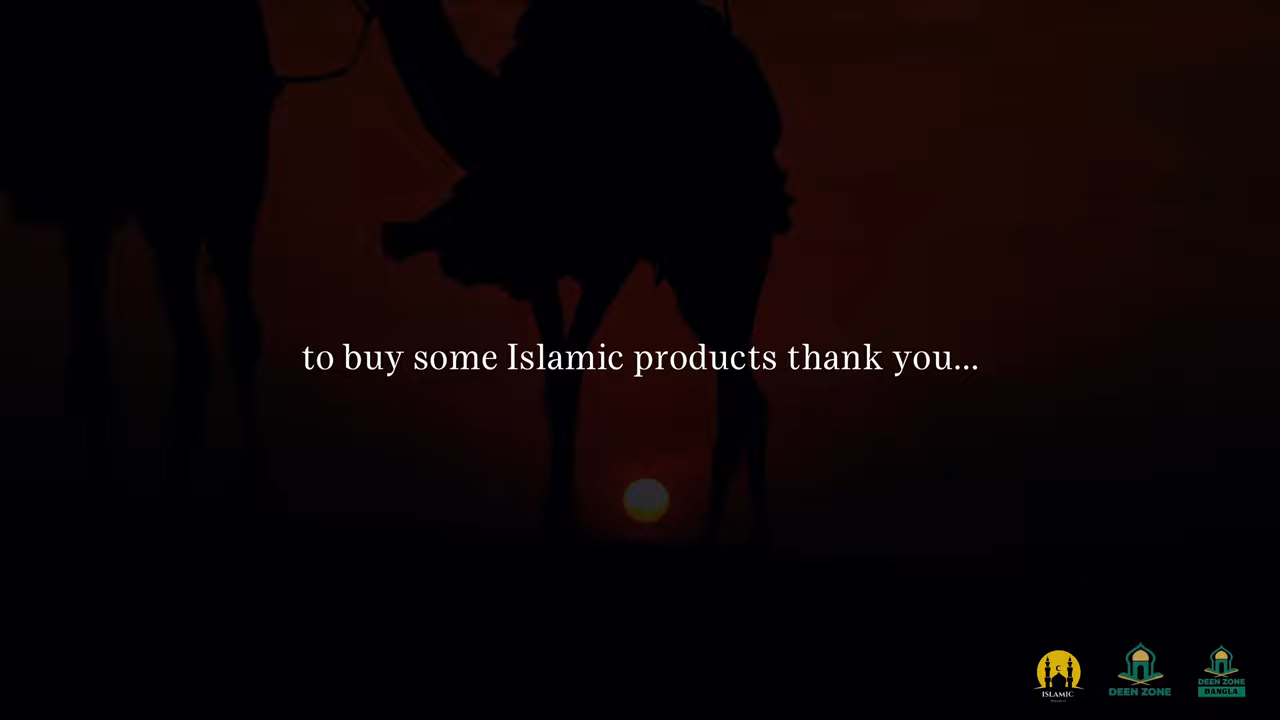 to buy some Islamic products thank you...
ISLAMIC
DEEN ZONE
DEEN ZONE
BANGLA